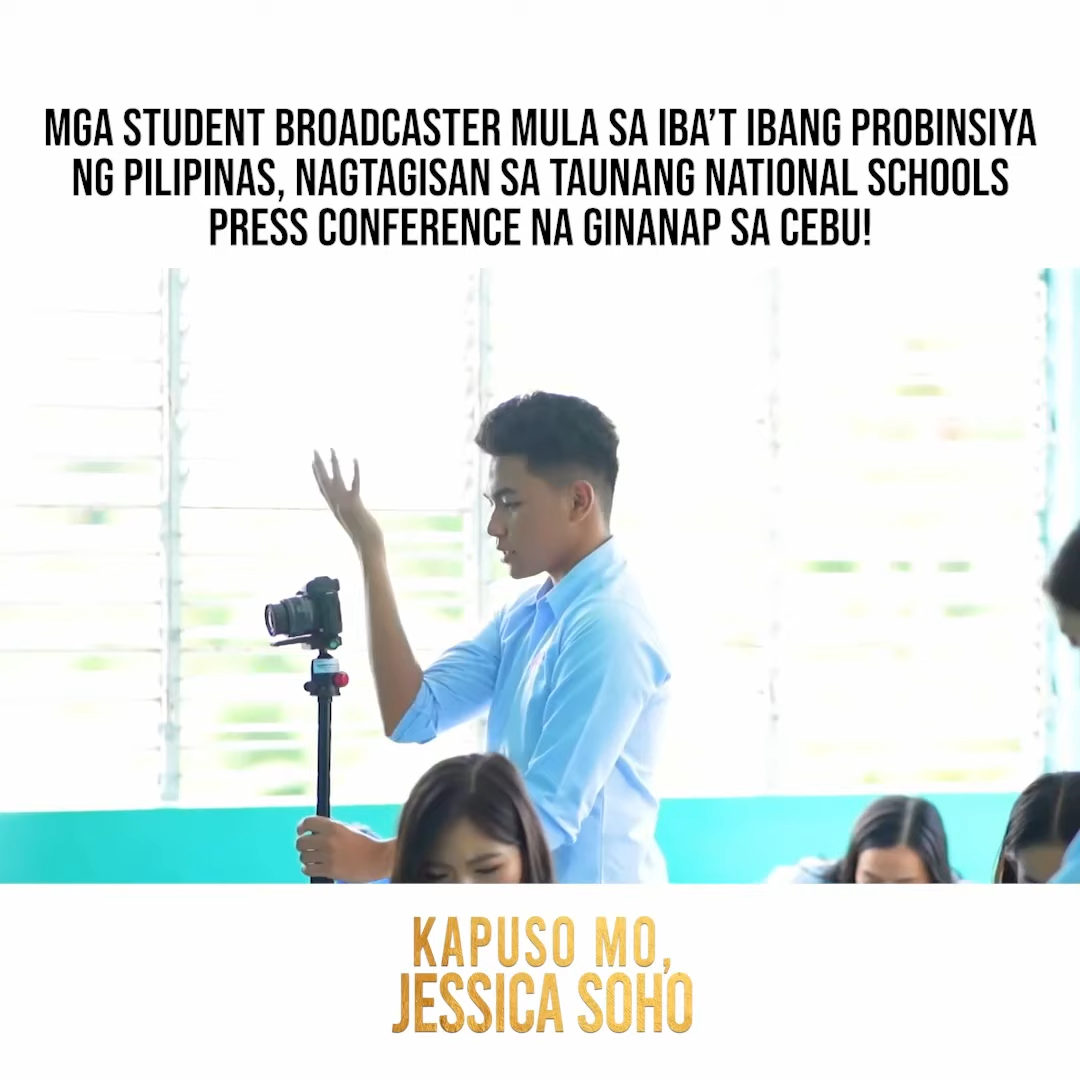 MGA STUDENT BROADCASTER MULA SA IBA'T IBANG PROBINSIYA
NG PILIPINAS, NAGTAGISAN SA TAUNANG NATIONAL SCHOOLS
PRESS CONFERENCE NA GINANAP SA CEBU!
KAPUSO MO,
JESSICA SOHO